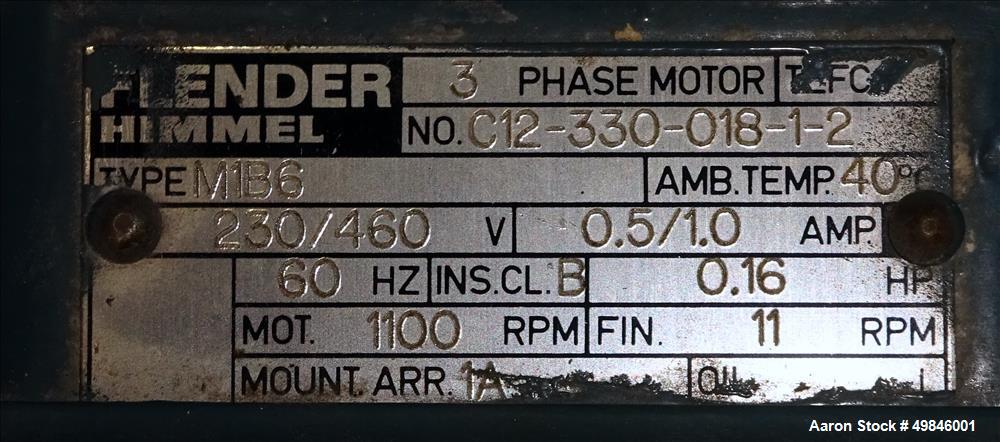 FLENDER
HIMMEL
3 PHASE MOTOR TEFC
NO. C12-330-018-1-2
TYPE M1B6 AMB.TEMP. 40°C
230/460 V 0.5/1.0 AMP
60 HZ INS.CL. B 0.16 HP
MOT. 1100 RPM FIN. 11 RPM
MOUNT. ARR. 1A OIL
Aaron Stock # 49846001